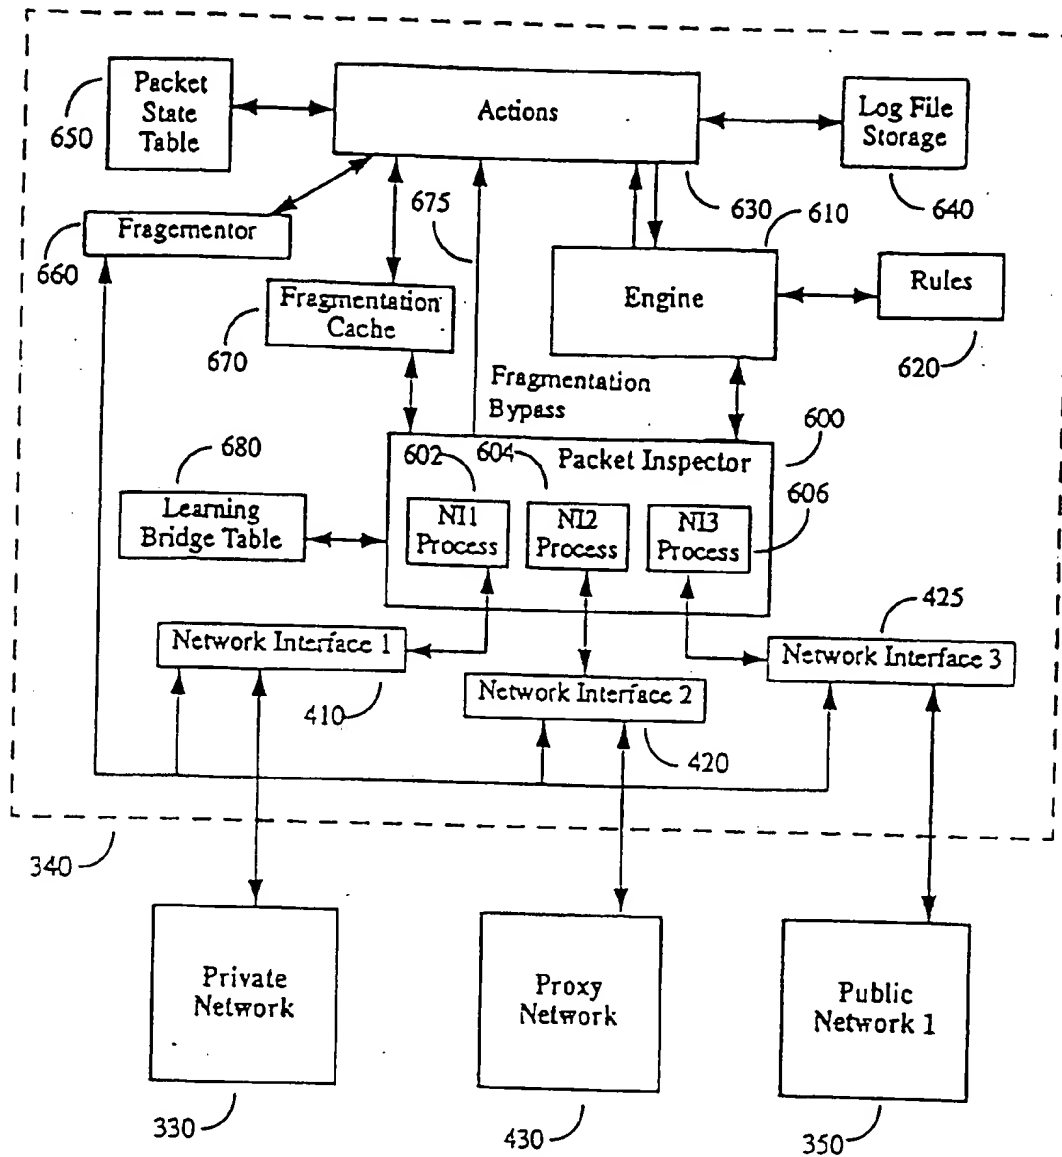 Packet
State
Table
650
Actions
Log File
Storage
640
675
630
610
Fragementor
660
Fragmentation
Cache
670
Engine
Rules
620
Fragmentation
Bypass
600
680
602
604
Packet Inspector
606
Learning
Bridge Table
NI1
Process
NI2
Process
NI3
Process
425
Network Interface 1
410
Network Interface 2
420
Network Interface 3
340
Private
Network
Proxy
Network
Public
Network 1
330
430
350